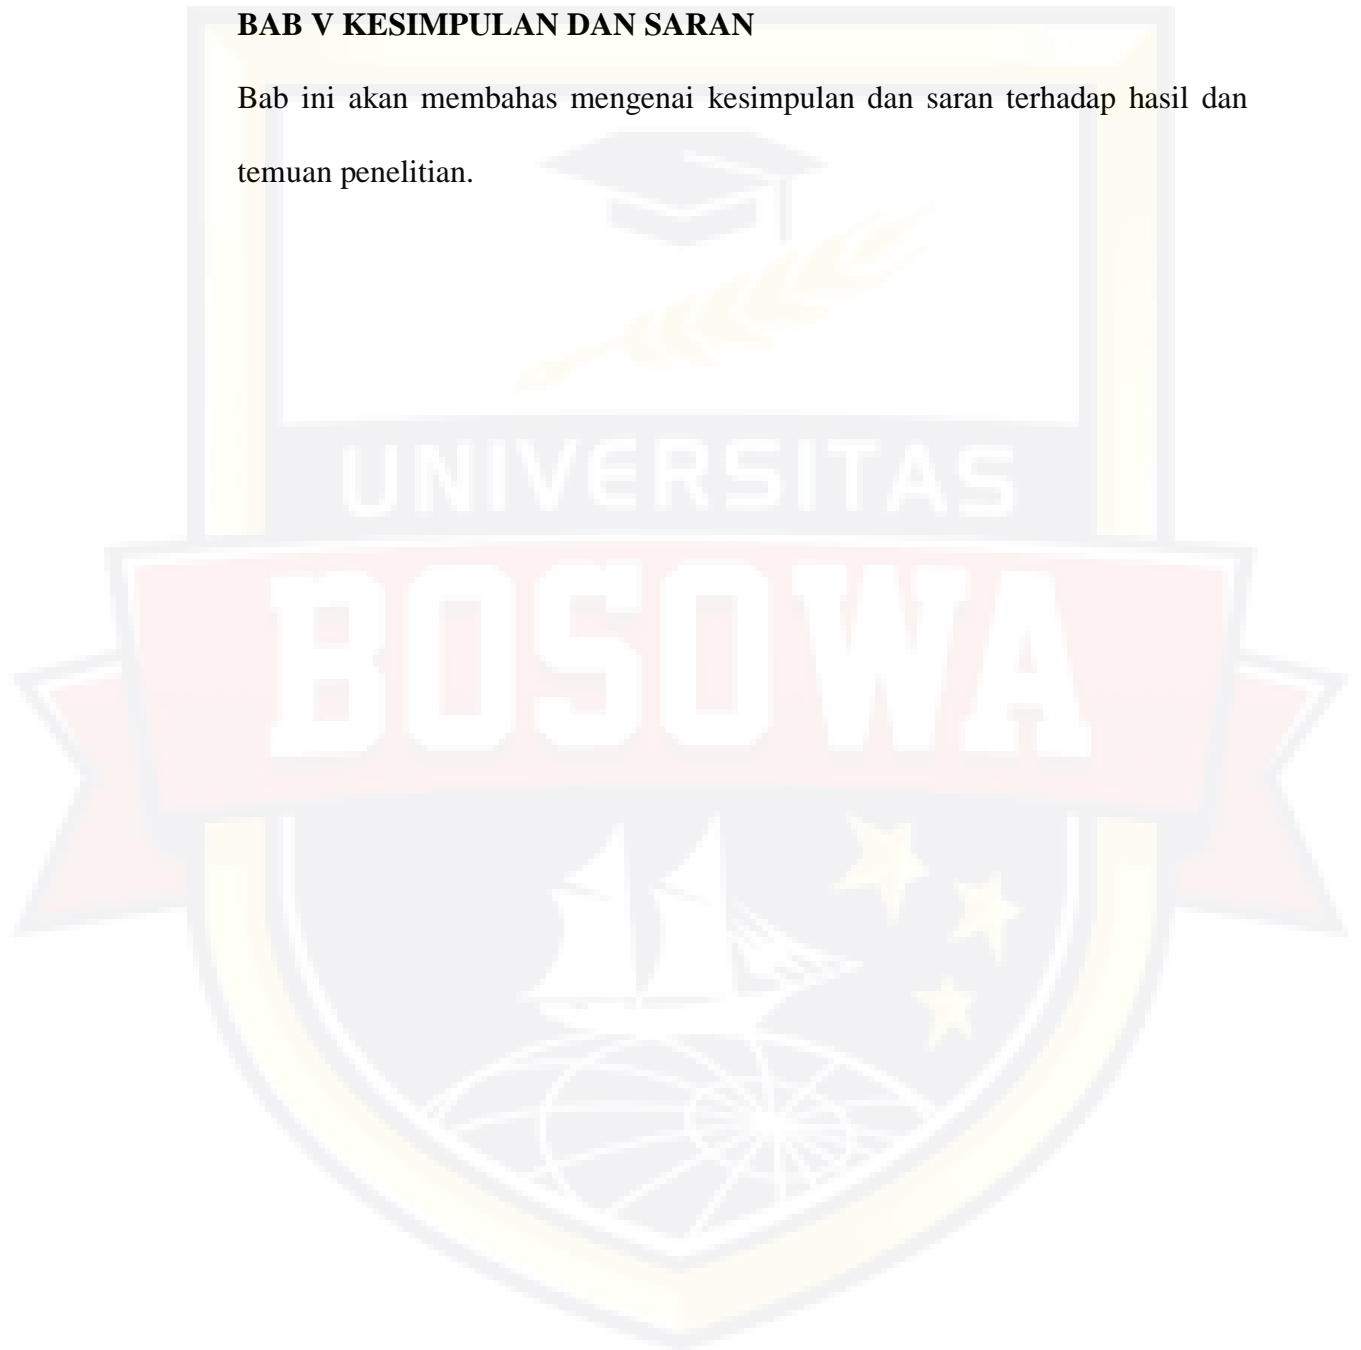 BAB V KESIMPULAN DAN SARAN
Bab ini akan membahas mengenai kesimpulan dan saran terhadap hasil dan
temuan penelitian.
UNIVERSITAS
BOSOWA